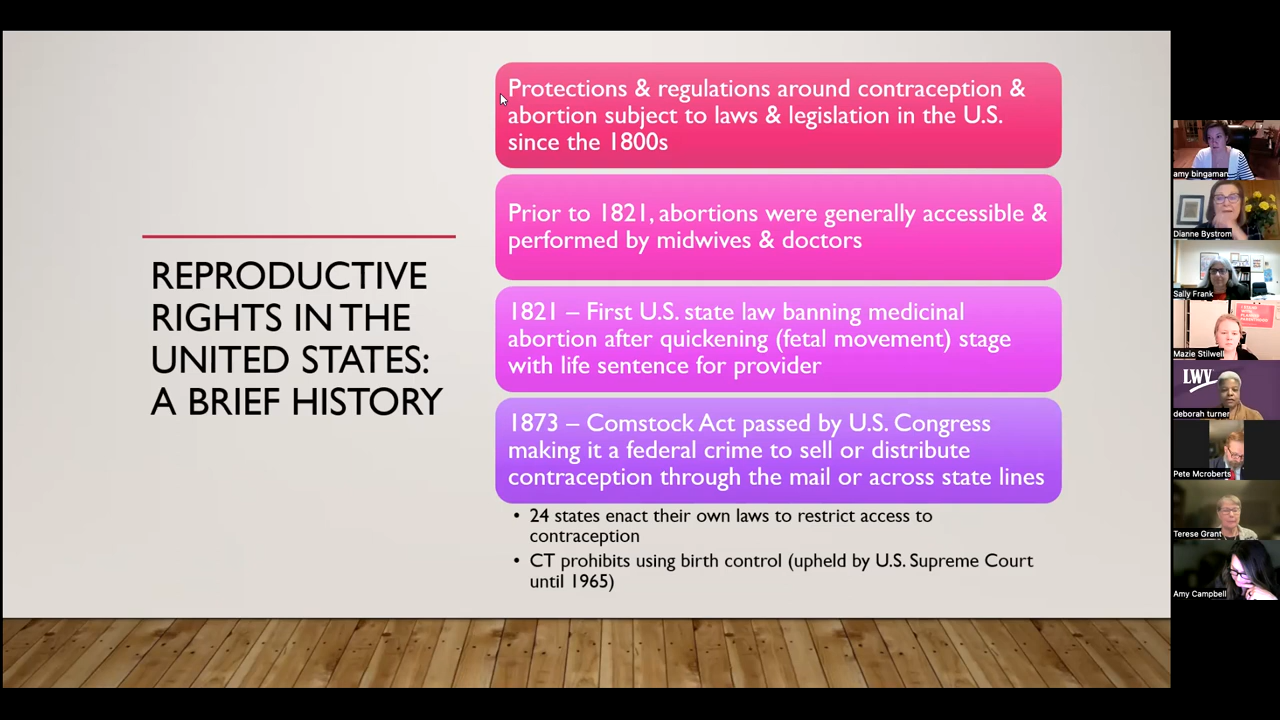 REPRODUCTIVE
RIGHTS IN THE
UNITED STATES:
A BRIEF HISTORY
Protections & regulations around contraception &
abortion subject to laws & legislation in the U.S.
since the 1800s
Prior to 1821, abortions were generally accessible &
performed by midwives & doctors
1821 – First U.S. state law banning medicinal
abortion after quickening (fetal movement) stage
with life sentence for provider
1873 – Comstock Act passed by U.S. Congress
making it a federal crime to sell or distribute
contraception through the mail or across state lines
• 24 states enact their own laws to restrict access to
contraception
• CT prohibits using birth control (upheld by U.S. Supreme Court
until 1965)
amy bingaman
Dianne Bystrom
Sally Frank
Mazie Stilwell
LWV
deborah turner
Pete Mcroberts
Terese Grant
Amy Campbell